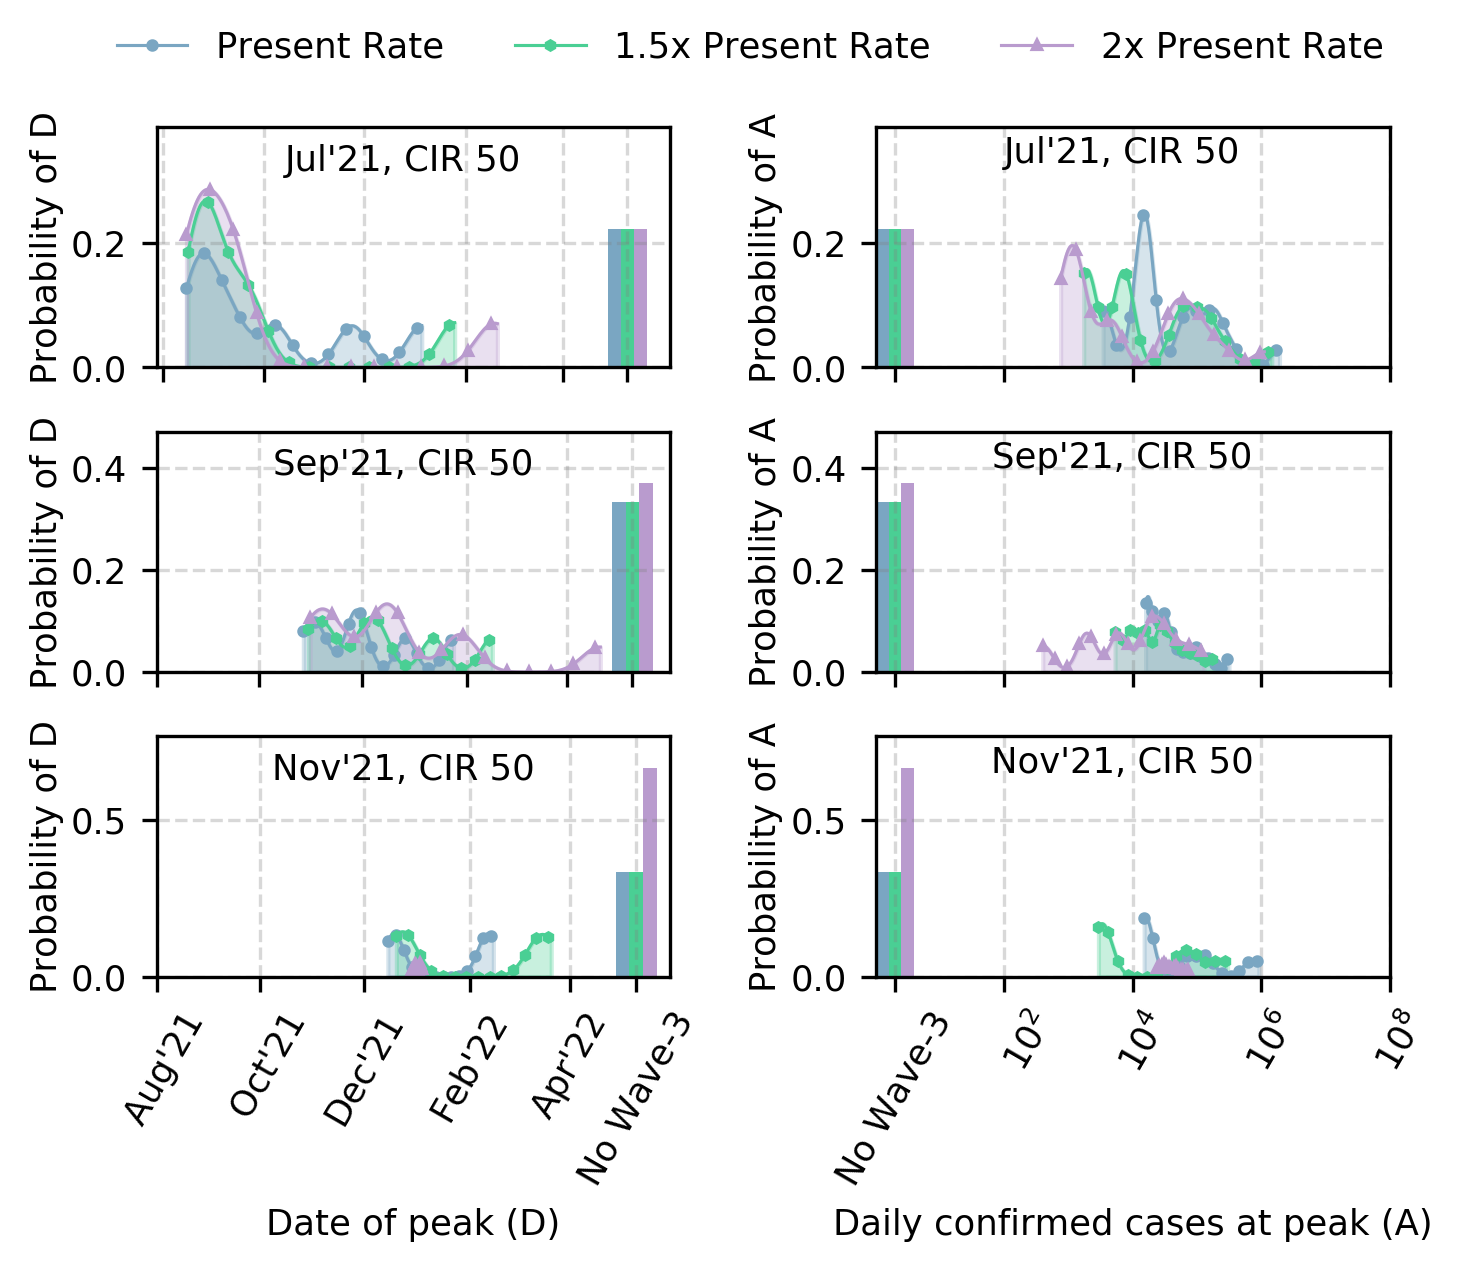 Present Rate 1.5x Present Rate 2x Present Rate
Probability of D
0.2
0.0
Jul'21, CIR 50
Probability of A
0.2
0.0
Jul'21, CIR 50
Probability of D
0.4
0.2
0.0
Sep'21, CIR 50
Probability of A
0.4
0.2
0.0
Sep'21, CIR 50
Probability of D
0.5
0.0
Nov'21, CIR 50
Probability of A
0.5
0.0
Nov'21, CIR 50
Aug'21 Oct'21 Dec'21 Feb'22 Apr'22 No Wave-3
No Wave-3 10² 10⁴ 10⁶ 10⁸
Date of peak (D)
Daily confirmed cases at peak (A)